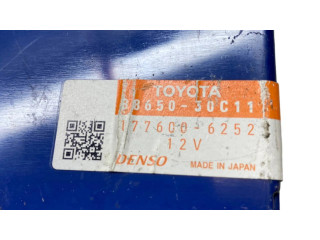 TOYOTA
88650-30C11
177600-6252
12V
DENSO MADE IN JAPAN